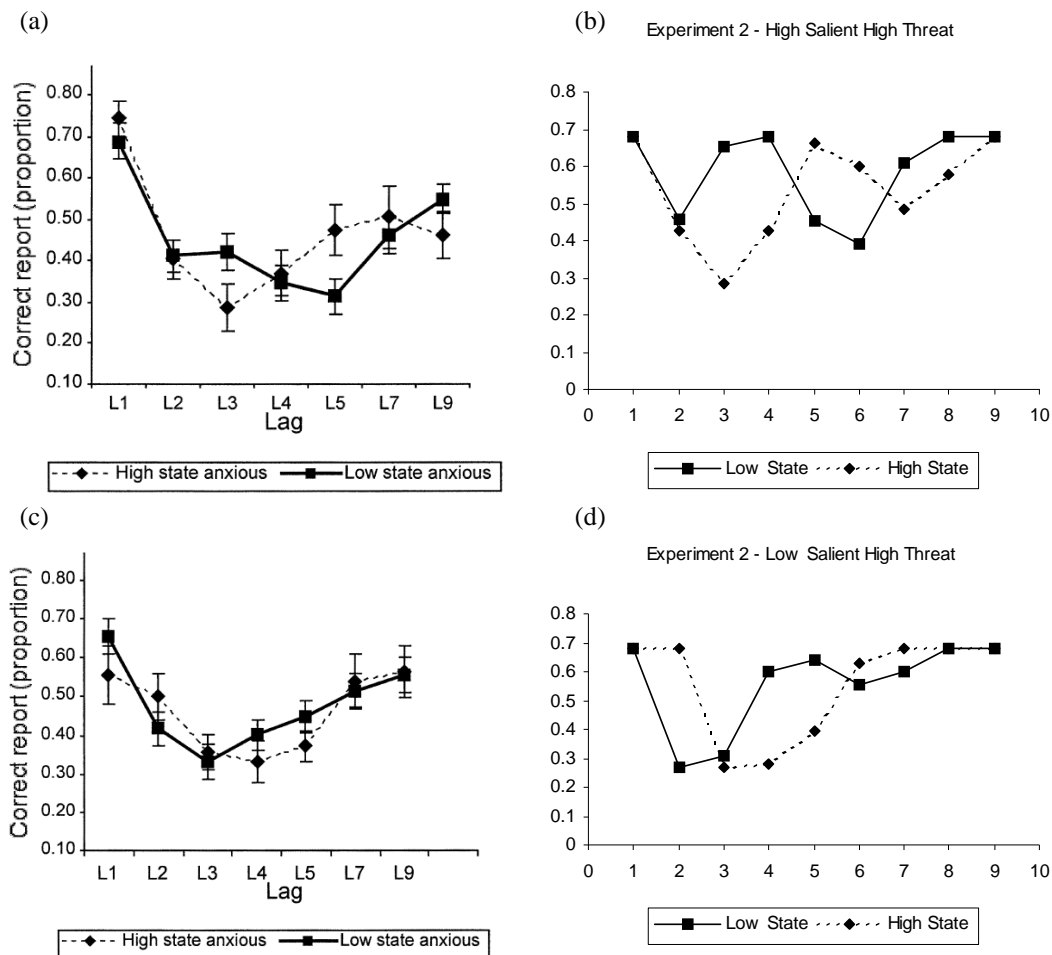 (a)
Correct report (proportion)
0.80
0.70
0.60
0.50
0.40
0.30
0.20
0.10
L1 L2 L3 L4 L5 L7 L9
Lag
High state anxious Low state anxious
(b)
Experiment 2 - High Salient High Threat
0.8
0.7
0.6
0.5
0.4
0.3
0.2
0.1
0
0 1 2 3 4 5 6 7 8 9 10
Low State High State
(c)
Correct report (proportion)
0.80
0.70
0.60
0.50
0.40
0.30
0.20
0.10
L1 L2 L3 L4 L5 L7 L9
Lag
High state anxious Low state anxious
(d)
Experiment 2 - Low Salient High Threat
0.8
0.7
0.6
0.5
0.4
0.3
0.2
0.1
0
0 1 2 3 4 5 6 7 8 9 10
Low State High State